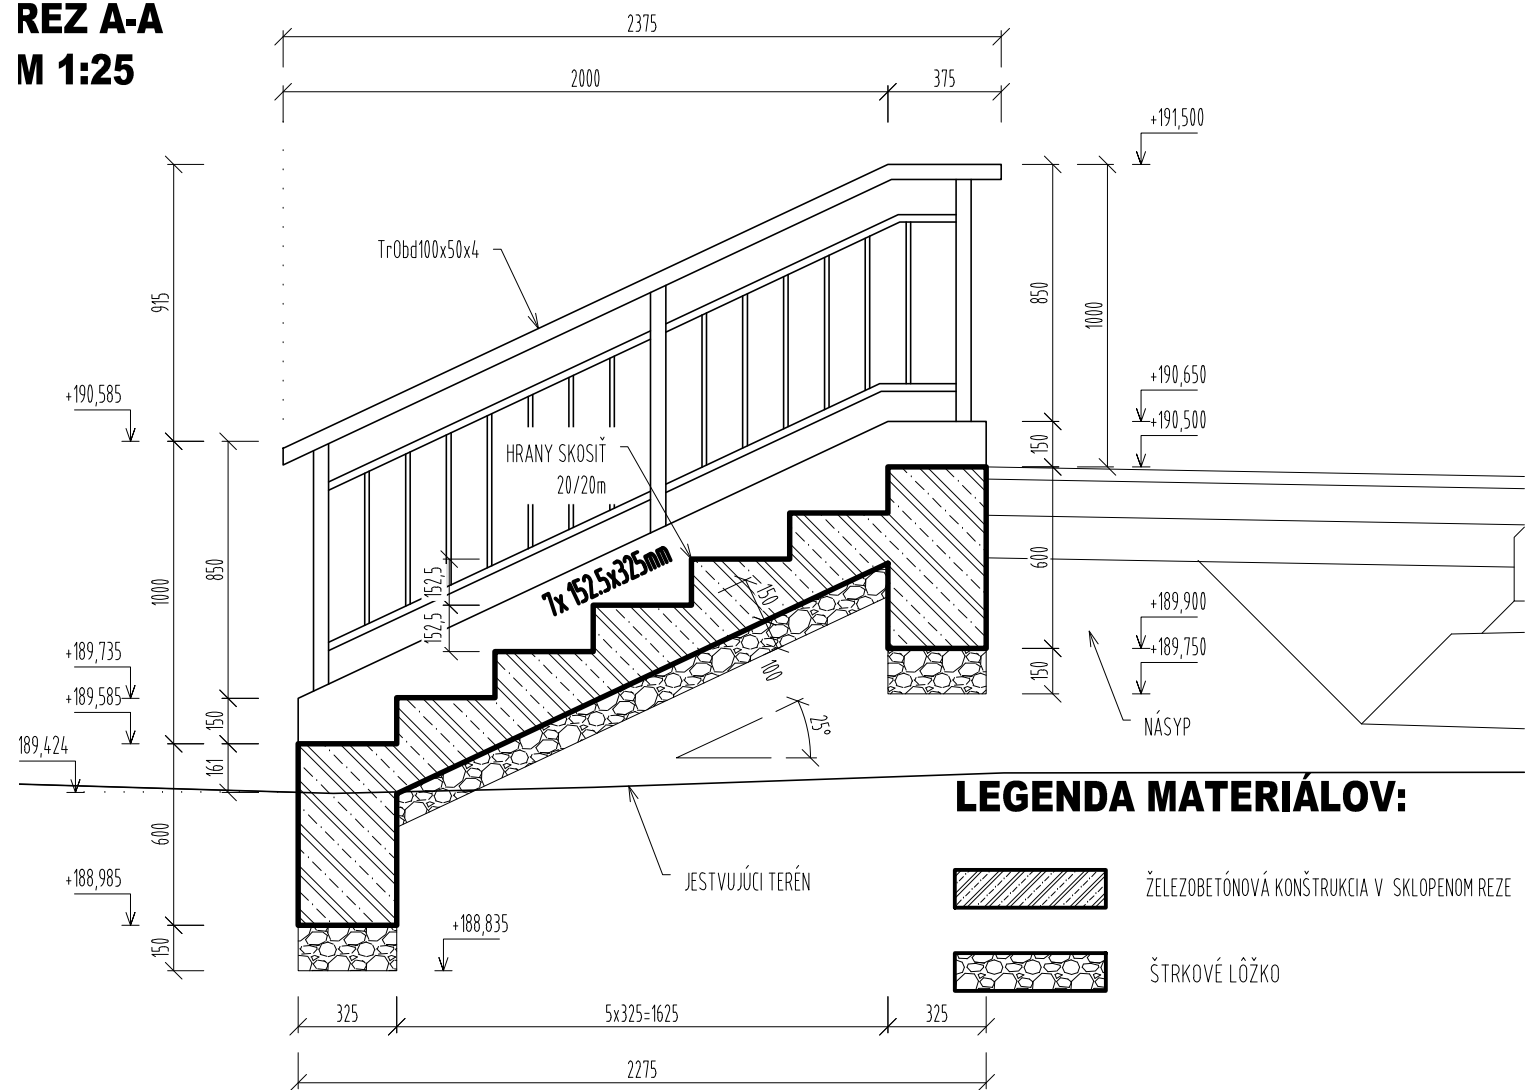 REZ A-A
M 1:25
2375
2000
375
+191,500
TrObd100x50x4
915
850
1000
+190,585
+190,650
+190,500
HRANY SKOSIŤ
20/20m
150
7x 152.5x325mm
152,5
152,5
850
1000
600
150
100
25°
+189,900
+189,750
150
+189,735
+189,585
150
189,424
161
NÁSYP
600
+188,985
150
+188,835
JESTVUJÚCI TERÉN
LEGENDA MATERIÁLOV:
ŽELEZOBETÓNOVÁ KONŠTRUKCIA V SKLOPENOM REZE
ŠTRKOVÉ LÔŽKO
325
5x325=1625
325
2275